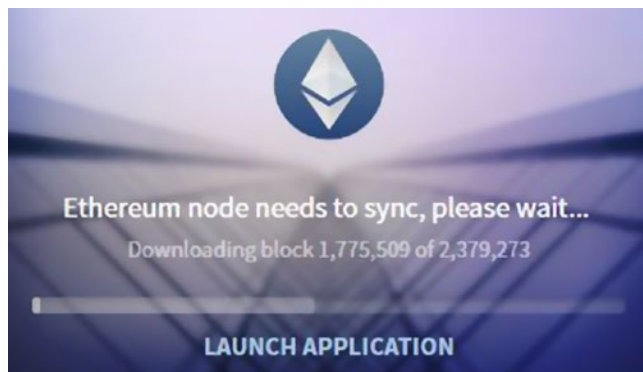 Ethereum node needs to sync, please wait...
Downloading block 1,775,509 of 2,379,273
LAUNCH APPLICATION